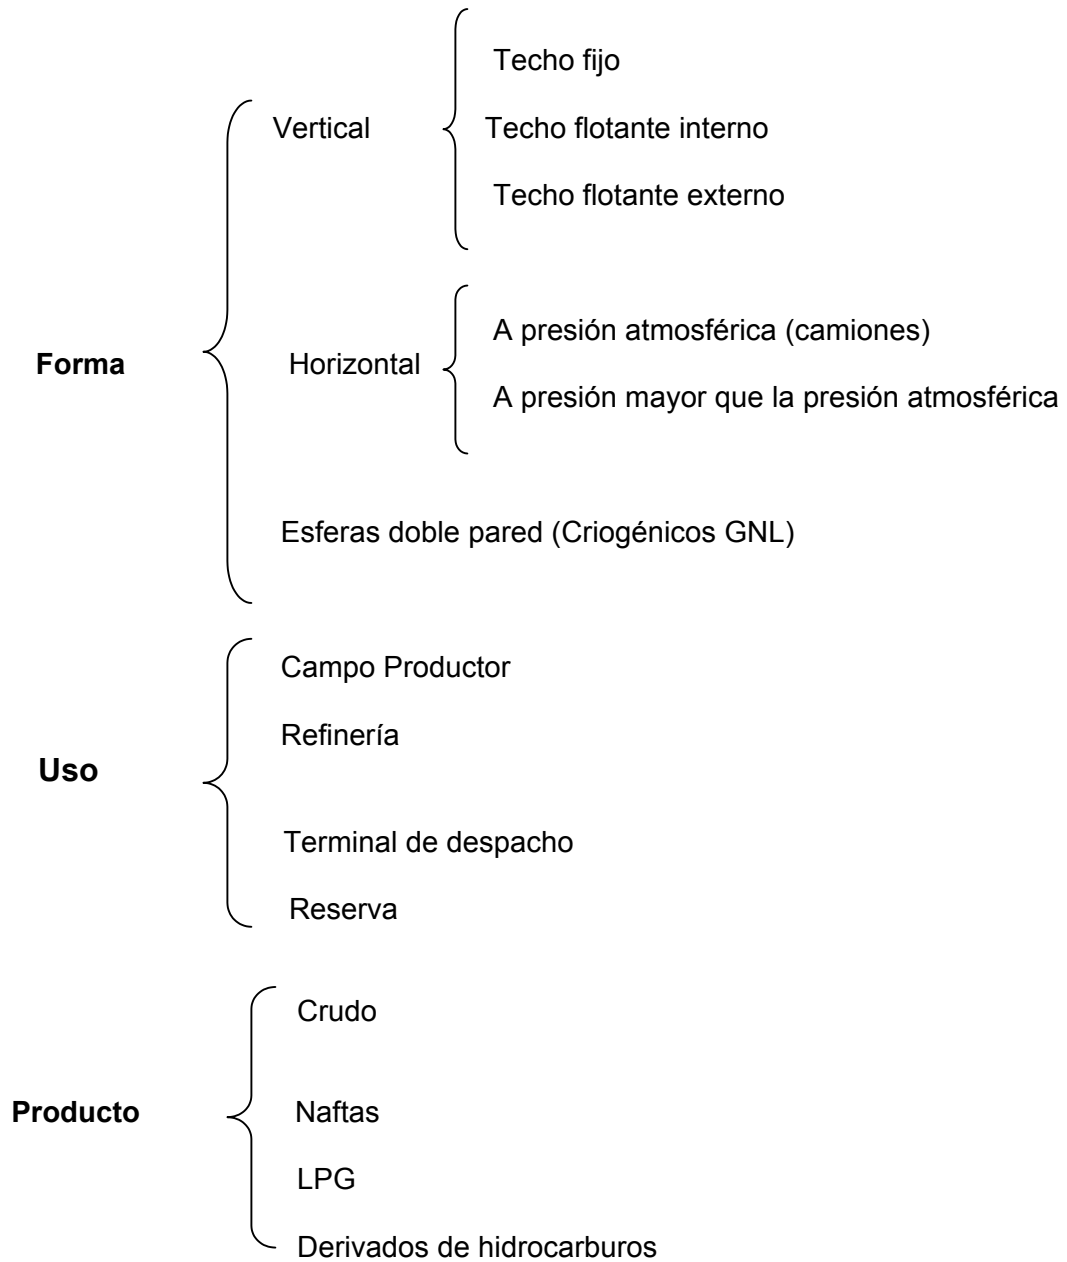 Techo fijo
Vertical
Techo flotante interno
Techo flotante externo
A presión atmosférica (camiones)
Forma
Horizontal
A presión mayor que la presión atmosférica
Esferas doble pared (Criogénicos GNL)
Campo Productor
Refinería
Uso
Terminal de despacho
Reserva
Crudo
Producto
Naftas
LPG
Derivados de hidrocarburos